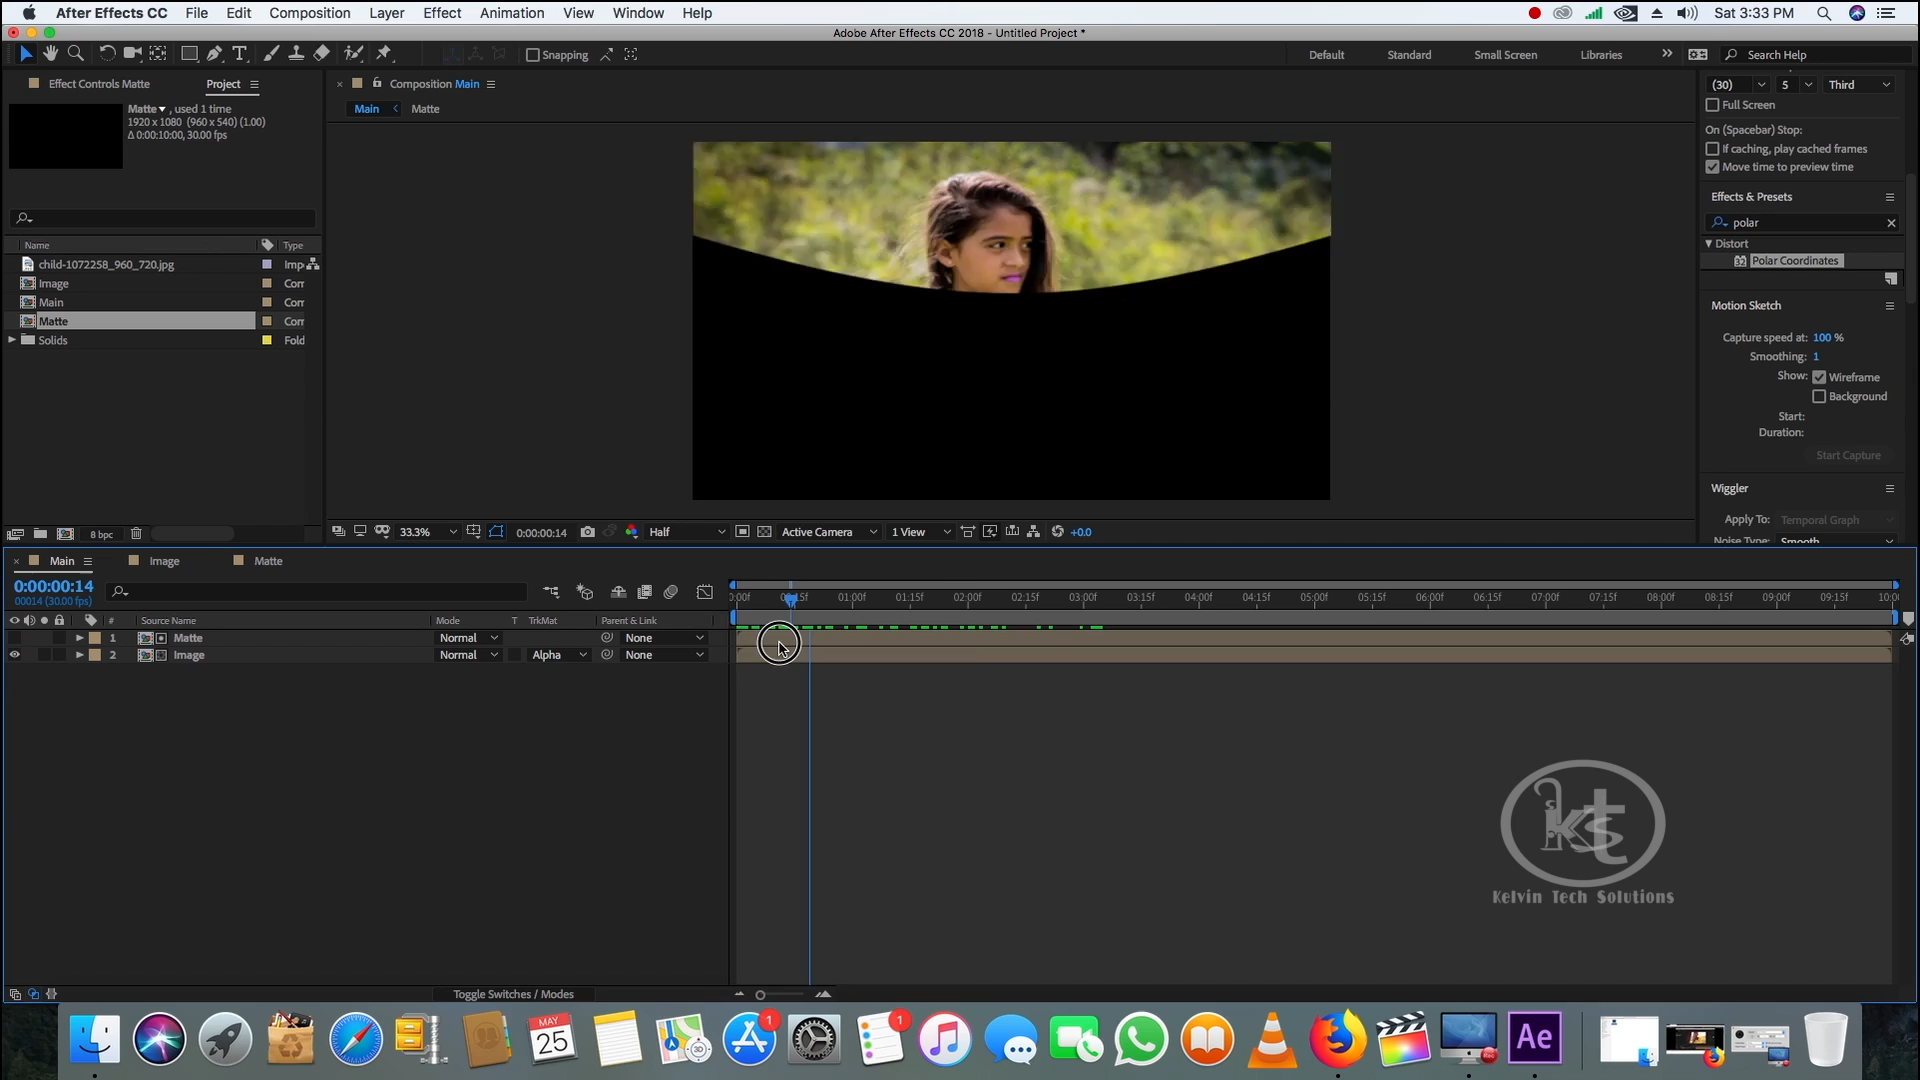 After Effects CC File Edit Composition Layer Effect Animation View Window Help Sat 3:33 PM
Adobe After Effects CC 2018 - Untitled Project *
Snapping Default Standard Small Screen Libraries Search Help
Effect Controls Matte Project
Composition Main
Main Matte
Matte , used 1 time
1920 x 1080 (960 x 540) (1.00)
Δ 0:00:10:00, 30.00 fps
Name Type
child-1072258_960_720.jpg Imp
Image Con
Main Con
Matte Con
Solids Fold
8 bpc
33.3% 0:00:00:14 Half Active Camera 1 View +0.0
(30) 5 Third
Full Screen
On (Spacebar) Stop:
If caching, play cached frames
Move time to preview time
Effects & Presets
polar
Distort
32 Polar Coordinates
Motion Sketch
Capture speed at: 100 %
Smoothing: 1
Show: Wireframe
Background
Start:
Duration:
Start Capture
Wiggler
Apply To: Temporal Graph
Noise Type: Smooth
Main Image Matte
0:00:00:14
00014 (30.00 fps)
01:00f 01:15f 02:00f 02:15f 03:00f 03:15f 04:00f 04:15f 05:00f 05:15f 06:00f 06:15f 07:00f 07:15f 08:00f 08:15f 09:00f 09:15f
# Source Name Mode T TrkMat Parent & Link
1 Matte Normal None
2 Image Normal Alpha None
Toggle Switches / Modes
kts
Kelvin Tech Solutions
MAY
25
3D
1
1
Ae